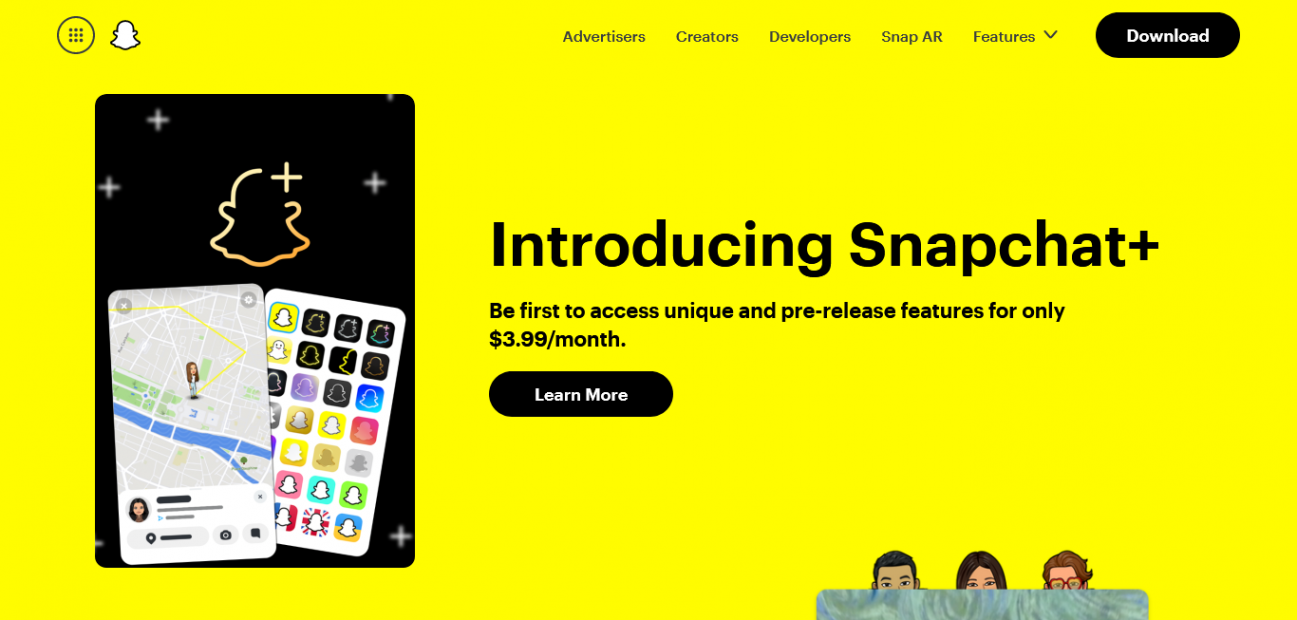 Advertisers Creators Developers Snap AR Features Download
Introducing Snapchat+
Be first to access unique and pre-release features for only
$3.99/month.
Learn More